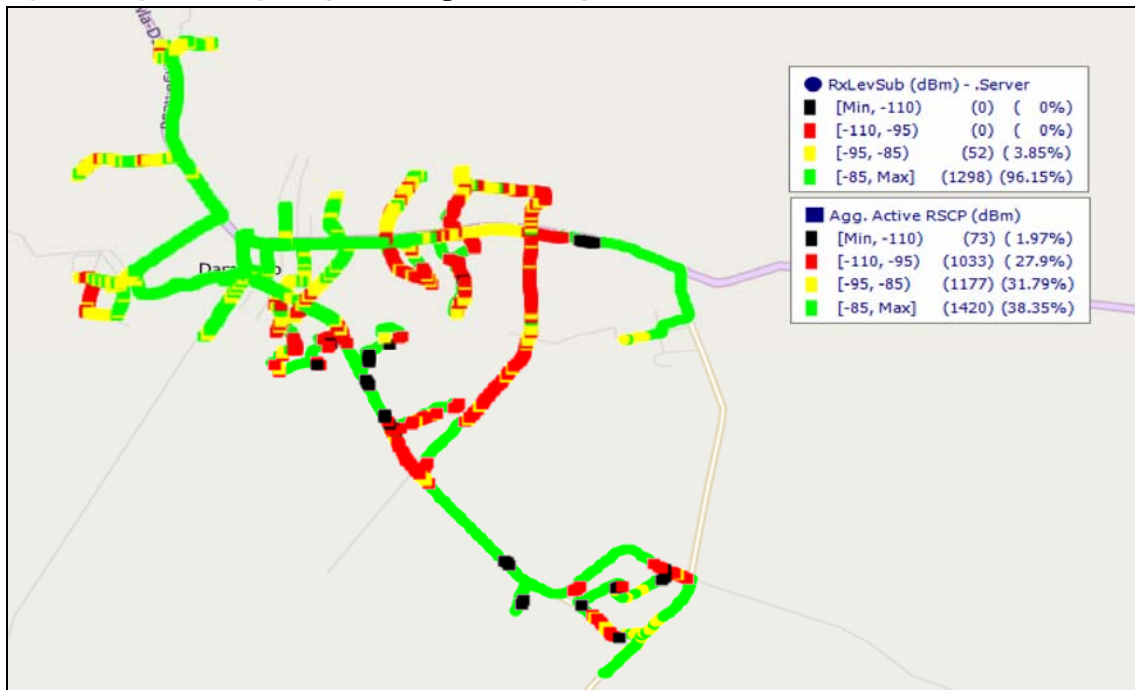 RxLevSub (dBm) - .Server
[Min, -110) (0) ( 0%)
[-110, -95) (0) ( 0%)
[-95, -85) (52) ( 3.85%)
[-85, Max] (1298) (96.15%)
Agg. Active RSCP (dBm)
[Min, -110) (73) ( 1.97%)
[-110, -95) (1033) ( 27.9%)
[-95, -85) (1177) (31.79%)
[-85, Max] (1420) (38.35%)